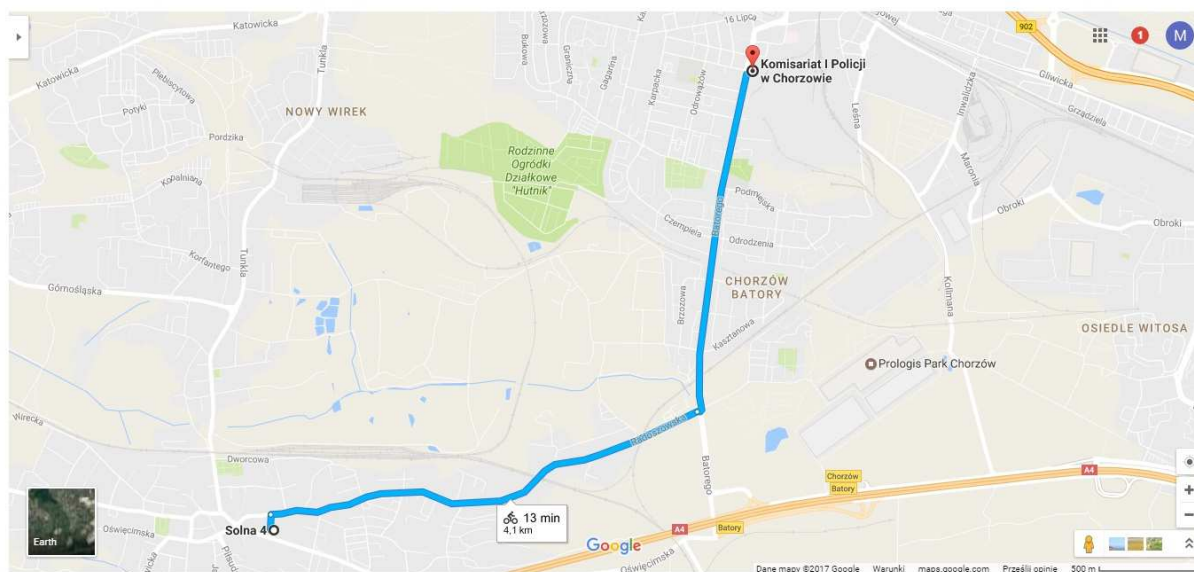 Katowicka
Katowicka
Tunkla
Plebiscytowa
Potyki
Pordzika
Kopalniana
NOWY WIREK
Bukowa
Graniczna
Gagarina
Karpacka
Odrowążów
16 Lipca
Komisariat I Policji
w Chorzowie
902
1
M
Gliwicka
Grządziela
Inwalidzka
Leśna
Maronia
Obroki
Obroki
Rodzinne
Ogródki
Działkowe
"Hutnik"
Podmiejska
Batorego
Czempiela
Odrodzenia
Tunkla
Korfantego
Górnośląska
CHORZÓW
BATORY
Brzozowa
Kasztanowa
Kollmana
OSIEDLE WITOSA
Prologis Park Chorzów
Wirecka
Dworcowa
Radoszowska
Batorego
Chorzów
Batory
A4
Earth
Oświęcimska
Solna 4
13 min
4,1 km
A4
Batory
Google
Oświęcimska
Dane mapy ©2017 Google Warunki maps.google.com Prześlij opinię 500 m